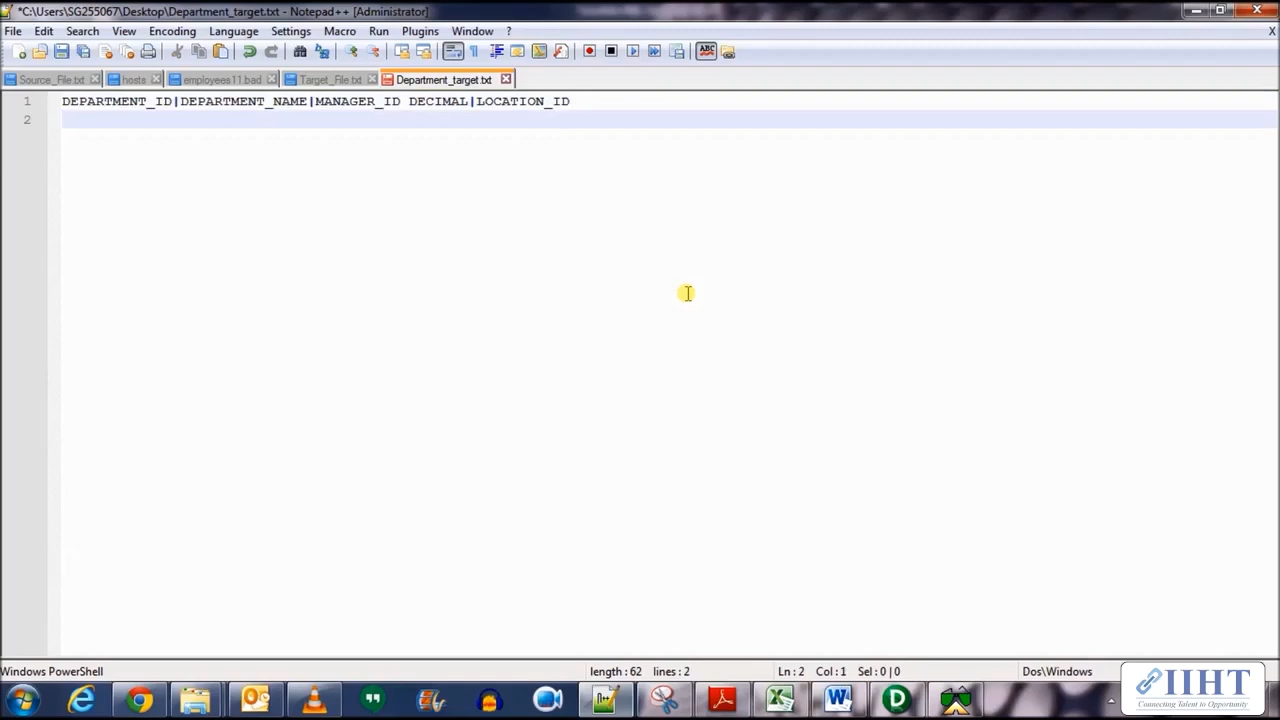 *C:\Users\SG255067\Desktop\Department_target.txt - Notepad++ [Administrator]
File Edit Search View Encoding Language Settings Macro Run Plugins Window ? X
Source_File.txt hosts employees11.bad Target_File.txt Department_target.txt
1 DEPARTMENT_ID|DEPARTMENT_NAME|MANAGER_ID DECIMAL|LOCATION_ID
2
Windows PowerShell length : 62 lines : 2 Ln : 2 Col : 1 Sel : 0 | 0 Dos\Windows
IIHT
Connecting Talent to Opportunity